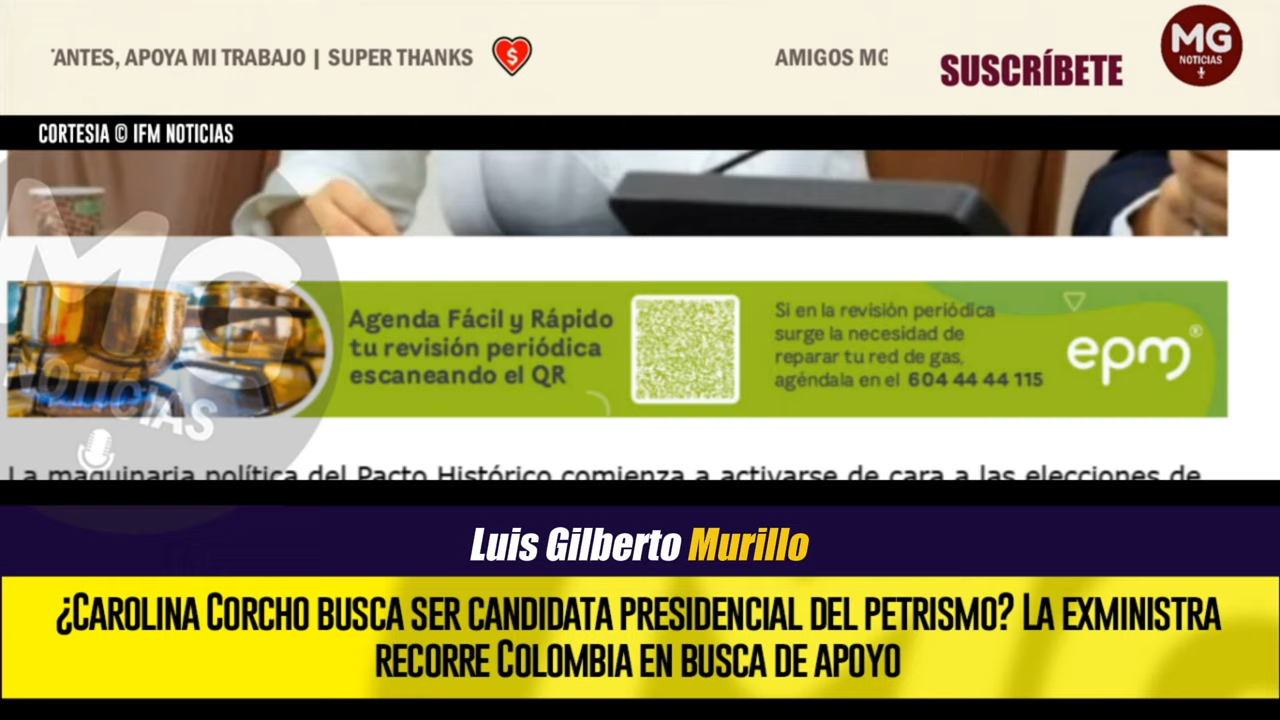 ANTES, APOYA MI TRABAJO | SUPER THANKS
AMIGOS MG
SUSCRÍBETE
MG
NOTICIAS
CORTESIA © IFM NOTICIAS
MG
NOTICIAS
Agenda Fácil y Rápido
tu revisión periódica
escaneando el QR
Si en la revisión periódica
surge la necesidad de
reparar tu red de gas,
agéndala en el 604 44 44 115
epm®
La maquinaria política del Pacto Histórico comienza a activarse de cara a las elecciones de
Luis Gilberto Murillo
¿CAROLINA CORCHO BUSCA SER CANDIDATA PRESIDENCIAL DEL PETRISMO? LA EXMINISTRA
RECORRE COLOMBIA EN BUSCA DE APOYO